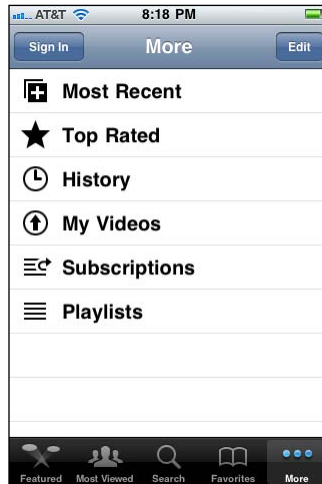 AT&T 8:18 PM
Sign In More Edit
Most Recent
Top Rated
History
My Videos
Subscriptions
Playlists
Featured Most Viewed Search Favorites More